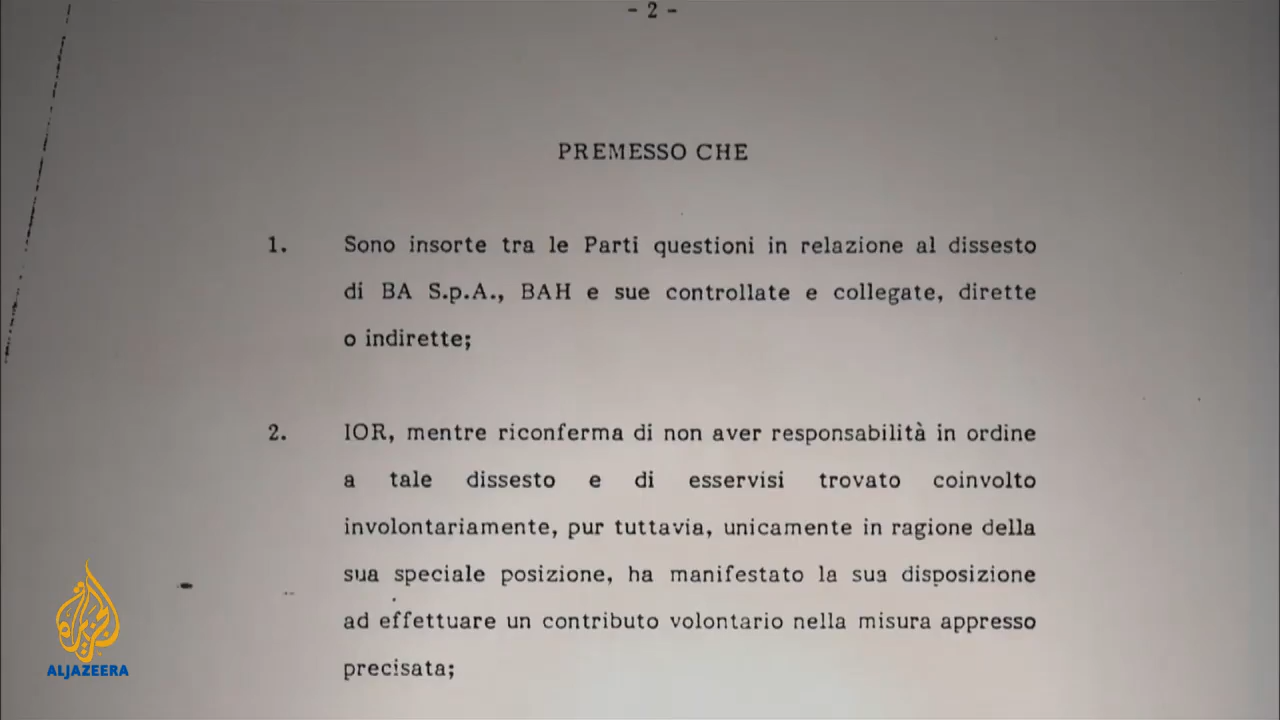 - 2 -
PREMESSO CHE
1. Sono insorte tra le Parti questioni in relazione al dissesto
di BA S.p.A., BAH e sue controllate e collegate, dirette
o indirette;
2. IOR, mentre riconferma di non aver responsabilità in ordine
a tale dissesto e di esservisi trovato coinvolto
involontariamente, pur tuttavia, unicamente in ragione della
sua speciale posizione, ha manifestato la sua disposizione
ad effettuare un contributo volontario nella misura appresso
precisata;
ALJAZEERA